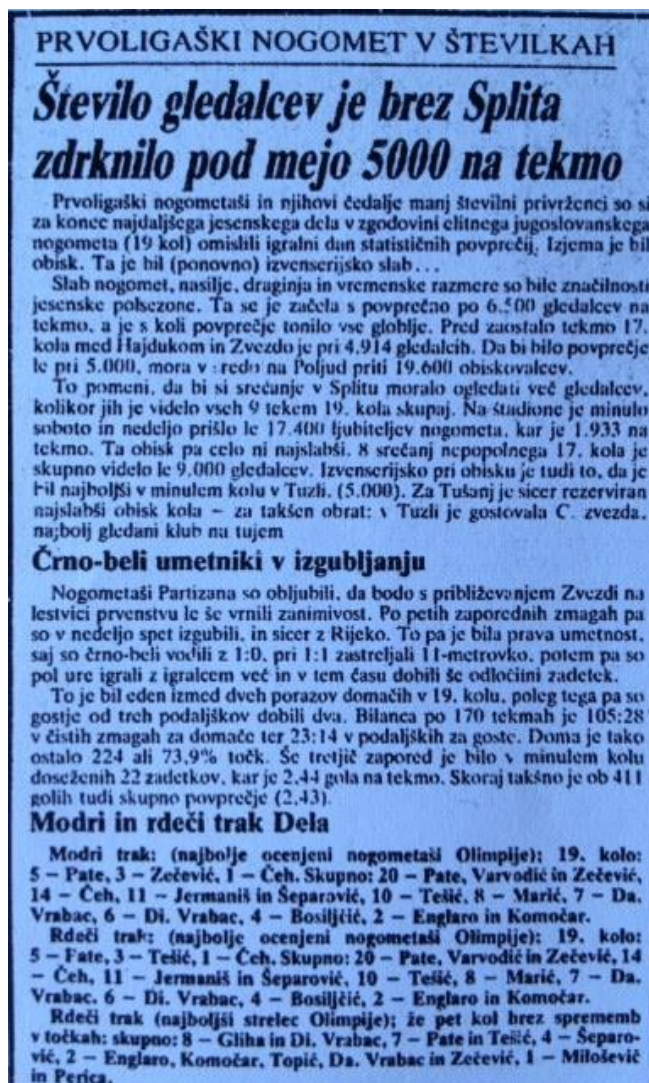 PRVOLIGAŠKI NOGOMET V ŠTEVILKAH
Število gledalcev je brez Splita
zdrknilo pod mejo 5000 na tekmo
Prvoligaški nogometaši in njihovi čedalje manj številni privrženci so si
za konec najdaljšega jesenskega dela v zgodovini elitnega jugoslovanskega
nogometa (19 kol) omislili igralni dan statističnih povprečij. Izjema je bil
obisk. Ta je bil (ponovno) izvenserijsko slab...
Slab nogomet, nasilje, draginja in vremenske razmere so bile značilnosti
jesenske polsezone. Ta se je začela s povprečno po 6.500 gledalcev na
tekmo, a je s koli povprečje tonilo vse globlje. Pred zaostalo tekmo 17.
kola med Hajdukom in Zvezdo je pri 4.914 gledalcih. Da bi bilo povprečje
le pri 5.000, mora v sredo na Poljud priti 19.600 obiskovalcev.
To pomeni, da bi si srečanje v Splitu moralo ogledati več gledalcev,
kolikor jih je videlo vseh 9 tekem 19. kola skupaj. Na štadione je minulo
soboto in nedeljo prišlo le 17.400 ljubiteljev nogometa, kar je 1.933 na
tekmo. Ta obisk pa celo ni najslabši. 8 srečanj nepopolnega 17. kola je
skupno videlo le 9.000 gledalcev. Izvenserijsko pri obisku je tudi to, da je
bil najboljši v minulem kolu v Tuzli. (5.000). Za Tušanj je sicer rezerviran
najslabši obisk kola – za takšen obrat: v Tuzli je gostovala C. zvezda,
najbolj gledani klub na tujem
Črno-beli umetniki v izgubljanju
Nogometaši Partizana so obljubili, da bodo s približevanjem Zvezdi na
lestvici prvenstvu le še vrnili zanimivost. Po petih zaporednih zmagah pa
so v nedeljo spet izgubili, in sicer z Rijeko. To pa je bila prava umetnost,
saj so črno-beli vodili z 1:0, pri 1:1 zastreljali 11-metrovko, potem pa so
pol ure igrali z igralcem več in v tem času dobili še odločilni zadetek.
To je bil eden izmed dveh porazov domačih v 19. kolu, poleg tega pa so
gostje od treh podaljškov dobili dva. Bilanca po 170 tekmah je 105:28
v čistih zmagah za domače ter 23:14 v podaljških za goste. Doma je tako
ostalo 224 ali 73,9% točk. Še tretjič zapored je bilo v minulem kolu
doseženih 22 zadetkov, kar je 2,44 gola na tekmo. Skoraj takšno je ob 411
golih tudi skupno povprečje (2,43).
Modri in rdeči trak Dela
Modri trak: (najbolje ocenjeni nogometaši Olimpije): 19. kolo:
5 – Pate, 3 – Zečević, 1 – Čeh. Skupno: 20 – Pate, Varvodić in Zečević,
14 – Čeh, 11 – Jermaniš in Šeparović, 10 – Tešić, 8 – Marić, 7 – Da.
Vrabac, 6 – Di. Vrabac, 4 – Bosiljčić, 2 – Englaro in Komočar.
Rdeči trak: (najbolje ocenjeni nogometaši Olimpije): 19. kolo:
5 – Pate, 3 – Tešić, 1 – Čeh. Skupno: 20 – Pate, Varvodić in Zečević, 14
– Čeh, 11 – Jermaniš in Šeparović, 10 – Tešić, 8 – Marić, 7 – Da.
Vrabac. 6 – Di. Vrabac, 4 – Bosiljčić, 2 – Englaro in Komočar.
Rdeči trak (najboljši strelec Olimpije); že pet kol brez sprememb
v točkah: skupno: 8 – Gliha in Di. Vrabac, 7 – Pate in Tešić, 4 – Šeparo-
vić, 2 – Englaro, Komočar, Topić, Da. Vrabac in Zečević, 1 – Milošević
in Perica.